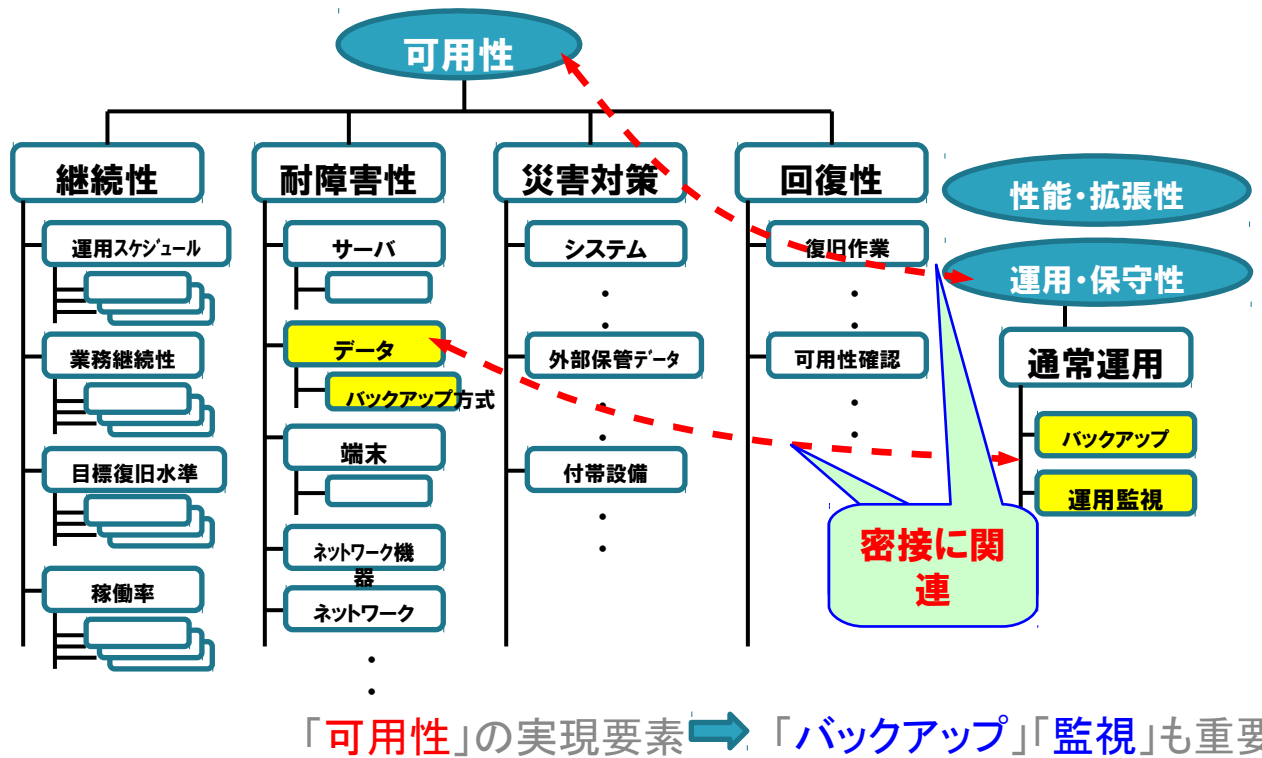 可用性
継続性
運用スケジュール
業務継続性
目標復旧水準
稼働率
耐障害性
サーバ
データ
バックアップ方式
端末
ネットワーク機
器
ネットワーク
災害対策
システム
外部保管データ
付帯設備
回復性
復旧作業
可用性確認
性能・拡張性
運用・保守性
通常運用
バックアップ
運用監視
密接に関
連
「可用性」の実現要素 「バックアップ」「監視」も重要